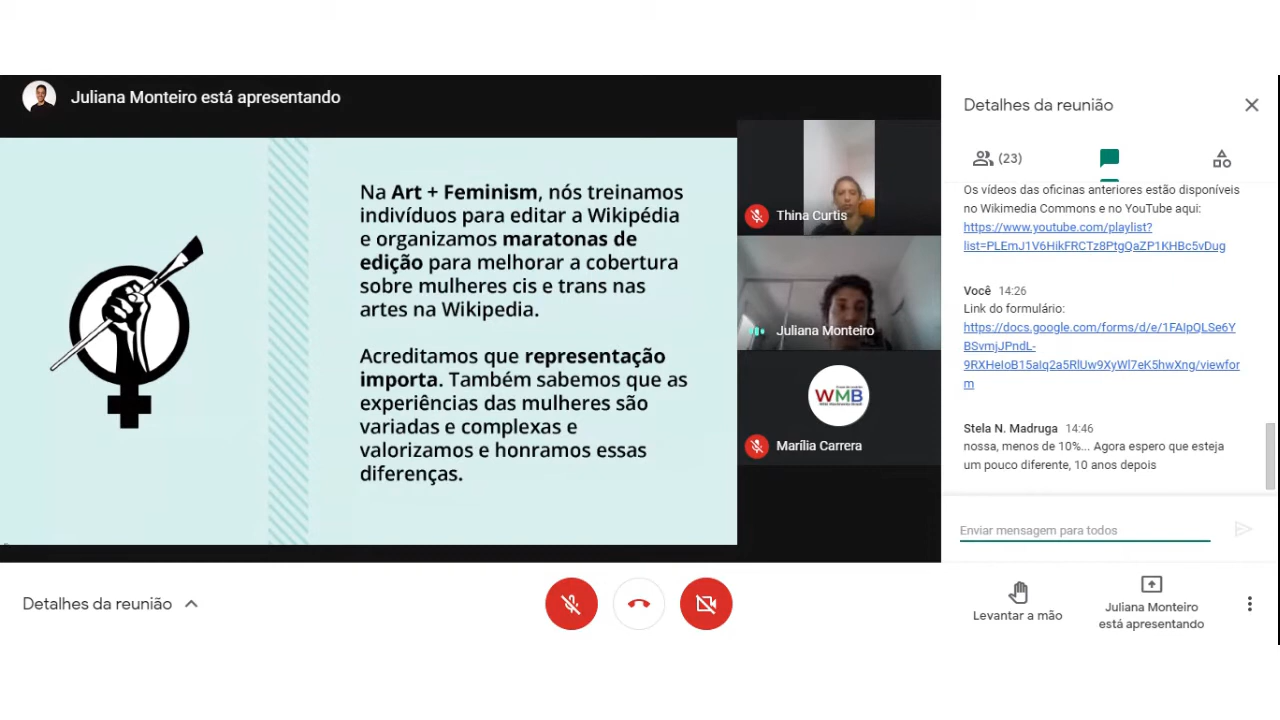 Juliana Monteiro está apresentando
Na Art + Feminism, nós treinamos
indivíduos para editar a Wikipédia
e organizamos maratonas de
edição para melhorar a cobertura
sobre mulheres cis e trans nas
artes na Wikipedia.
Acreditamos que representação
importa. Também sabemos que as
experiências das mulheres são
variadas e complexas e
valorizamos e honramos essas
diferenças.
Thina Curtis
Juliana Monteiro
WMB
Marília Carrera
Detalhes da reunião
(23)
Os vídeos das oficinas anteriores estão disponíveis
no Wikimedia Commons e no YouTube aqui:
https://www.youtube.com/playlist?
list=PLEmJ1V6HikFRCTz8PtgQaZP1KHBc5vDug
Você 14:26
Link do formulário:
https://docs.google.com/forms/d/e/1FAIpQLSe6Y
BSvmjJPndL-
9RXHeIoB15aIq2a5RlUw9XyWl7eK5hwXng/viewfor
m
Stela N. Madruga 14:46
nossa, menos de 10%... Agora espero que esteja
um pouco diferente, 10 anos depois
Enviar mensagem para todos
Detalhes da reunião
Levantar a mão
Juliana Monteiro
está apresentando